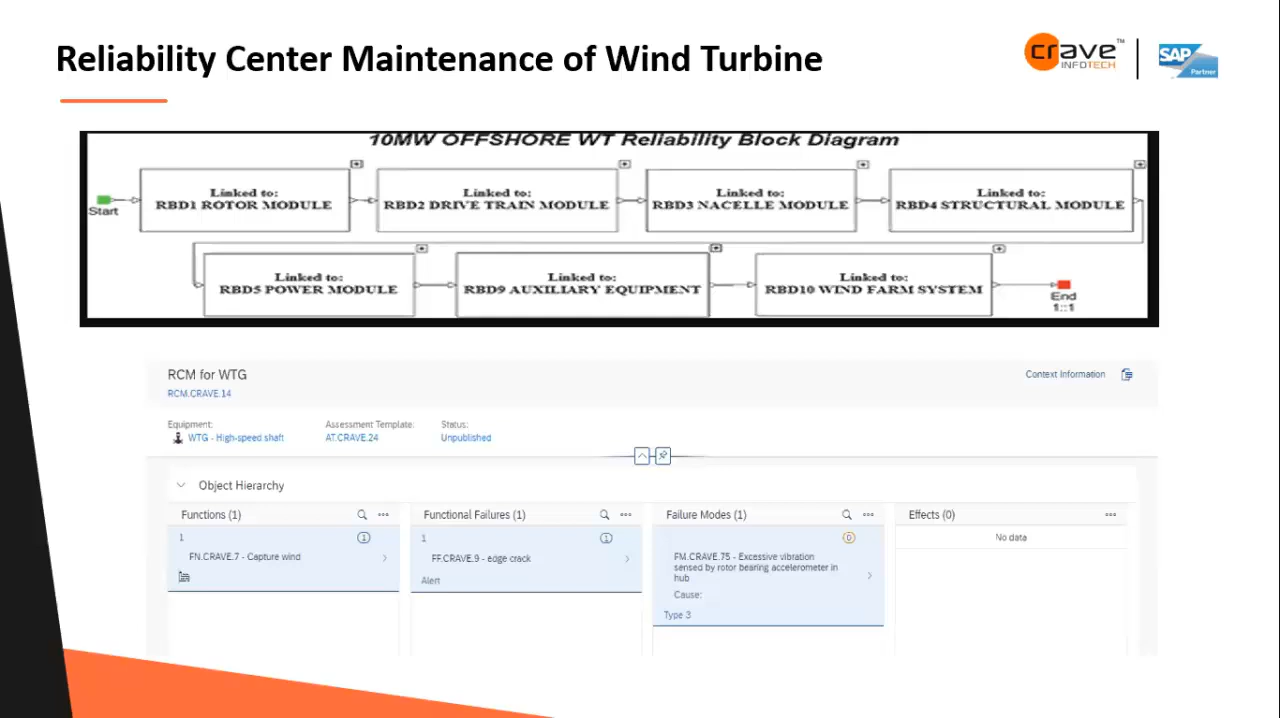 Reliability Center Maintenance of Wind Turbine
crave™
INFOTECH
SAP
Partner
10MW OFFSHORE WT Reliability Block Diagram
Start
Linked to:
RBD1 ROTOR MODULE
Linked to:
RBD2 DRIVE TRAIN MODULE
Linked to:
RBD3 NACELLE MODULE
Linked to:
RBD4 STRUCTURAL MODULE
Linked to:
RBD5 POWER MODULE
Linked to:
RBD9 AUXILIARY EQUIPMENT
Linked to:
RBD10 WIND FARM SYSTEM
End
1::1
RCM for WTG
Context Information
RCM.CRAVE.14
Equipment:
WTG - High-speed shaft
Assessment Template:
AT.CRAVE.24
Status:
Unpublished
Object Hierarchy
Functions (1)
1
1
FN.CRAVE.7 - Capture wind
Functional Failures (1)
1
1
FF.CRAVE.9 - edge crack
Alert
Failure Modes (1)
0
FM.CRAVE.75 - Excessive vibration
sensed by rotor bearing accelerometer in
hub
Cause:
Type 3
Effects (0)
No data